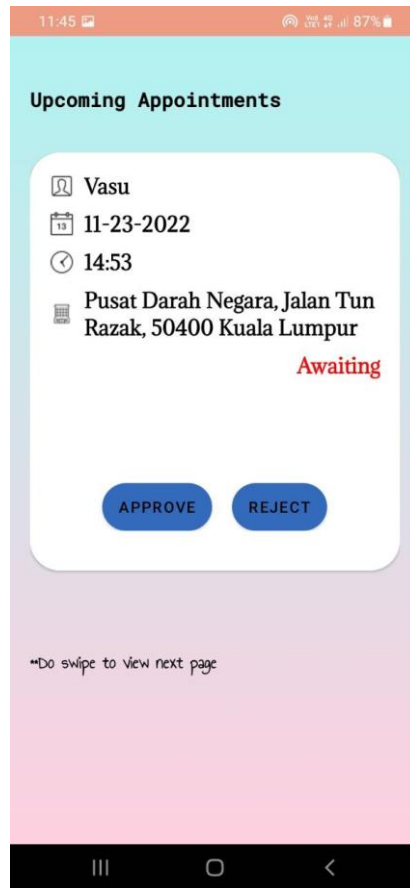 11:45 87%
Upcoming Appointments
Vasu
13 11-23-2022
14:53
Pusat Darah Negara, Jalan Tun
Razak, 50400 Kuala Lumpur
Awaiting
APPROVE REJECT
**Do swipe to view next page